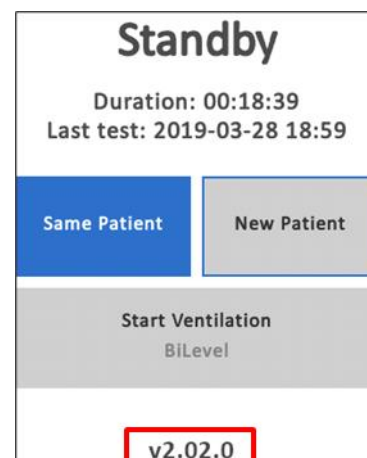 Standby
Duration: 00:18:39
Last test: 2019-03-28 18:59
Same Patient
New Patient
Start Ventilation
BiLevel
v2.02.0